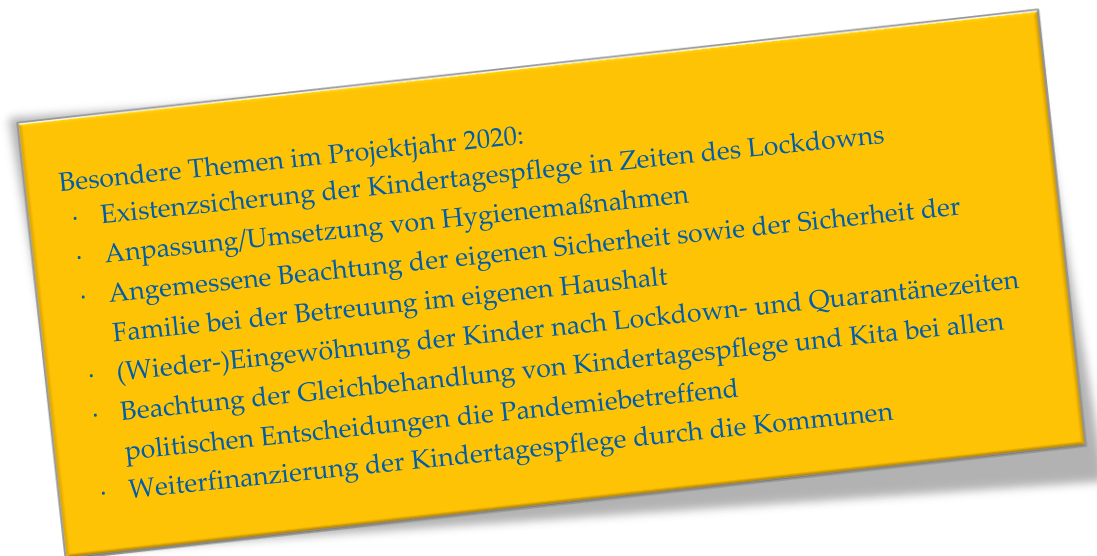 Besondere Themen im Projektjahr 2020:
· Existenzsicherung der Kindertagespflege in Zeiten des Lockdowns
· Anpassung/Umsetzung von Hygienemaßnahmen
· Angemessene Beachtung der eigenen Sicherheit sowie der Sicherheit der
Familie bei der Betreuung im eigenen Haushalt
· (Wieder-)Eingewöhnung der Kinder nach Lockdown- und Quarantänezeiten
· Beachtung der Gleichbehandlung von Kindertagespflege und Kita bei allen
politischen Entscheidungen die Pandemiebetreffend
· Weiterfinanzierung der Kindertagespflege durch die Kommunen